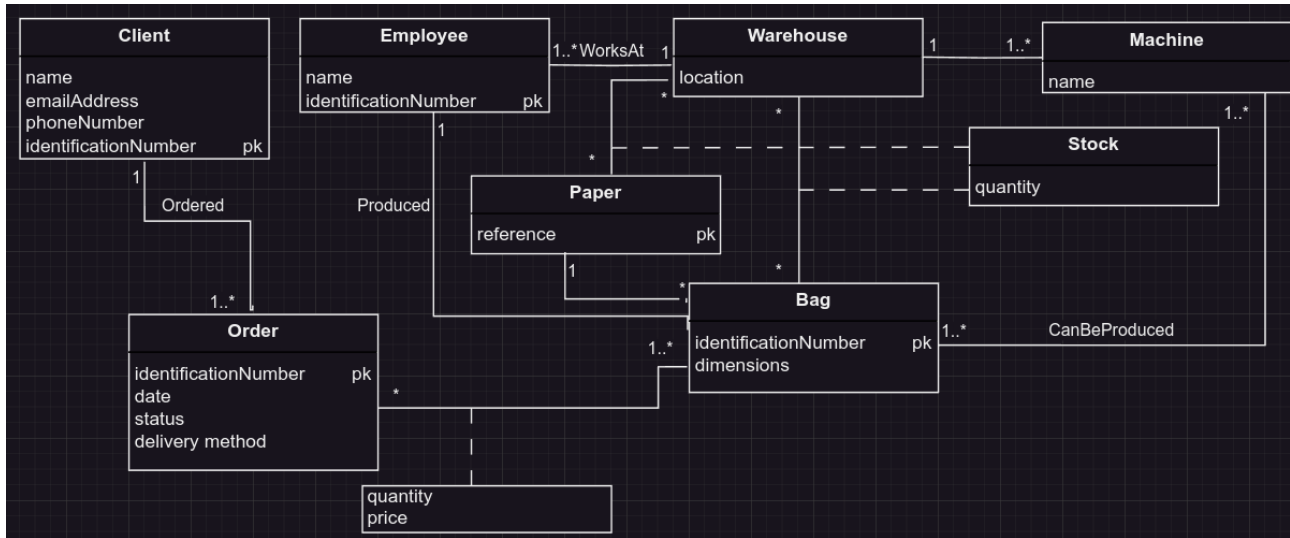 Client
name
emailAddress
phoneNumber
identificationNumber pk
Employee
name
identificationNumber pk
1..* WorksAt 1
Warehouse
location
1 1..*
Machine
name
1..*
Stock
quantity
*
*
*
*
1
Ordered
1..*
1
Produced
Paper
reference pk
1
*
Bag
identificationNumber pk
dimensions
1..* CanBeProduced
1..*
Order
identificationNumber pk
date
status
delivery method
*
quantity
price